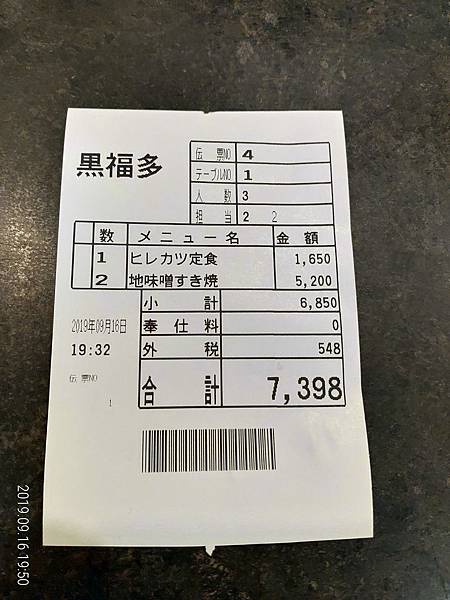 黒福多
伝票NO 4
テーブルNO 1
人数 3
担当 2 2
数 メニュー名 金額
1 ヒレカツ定食 1,650
2 地味噌すき焼 5,200
小計 6,850
2019年09月16日 奉仕料 0
19:32 外税 548
伝票NO
1
合計 7,398
2019.09.16 19:50